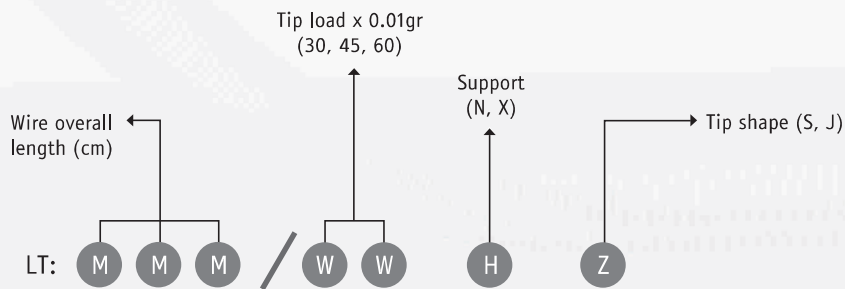 Tip load x 0.01gr
(30, 45, 60)
Support
(N, X)
Wire overall
length (cm)
Tip shape (S, J)
LT: M M M / W W H Z